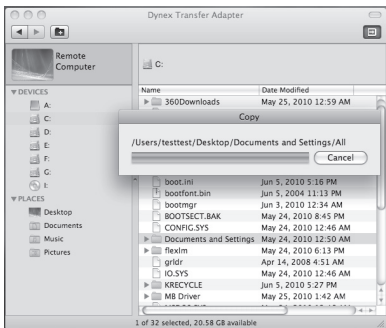 Dynex Transfer Adapter
Remote Computer
C:
DEVICES
A:
C:
D:
E:
F:
G:
I:
PLACES
Desktop
Documents
Music
Pictures
Name Date Modified
360Downloads May 25, 2010 12:59 AM
Copy
/Users/testtest/Desktop/Documents and Settings/All
Cancel
boot.ini Jun 5, 2010 5:16 PM
bootfont.bin Jun 5, 2004 11:13 PM
bootmgr Jun 3, 2010 12:34 AM
BOOTSECT.BAK May 24, 2010 8:45 PM
CONFIG.SYS May 24, 2010 12:46 AM
Documents and Settings May 24, 2010 12:50 AM
flexlm May 24, 2010 6:13 PM
grldr Apr 14, 2008 4:51 AM
IO.SYS May 24, 2010 12:46 AM
KRECYCLE Jun 5, 2010 5:27 PM
MB Driver May 25, 2010 1:42 AM
1 of 32 selected, 20.58 GB available